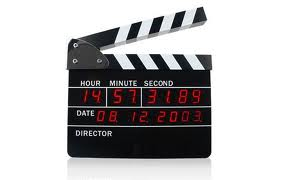 HOUR MINUTE SECOND
14. 57. 31.89
DATE 08. 12. 2003.
DIRECTOR